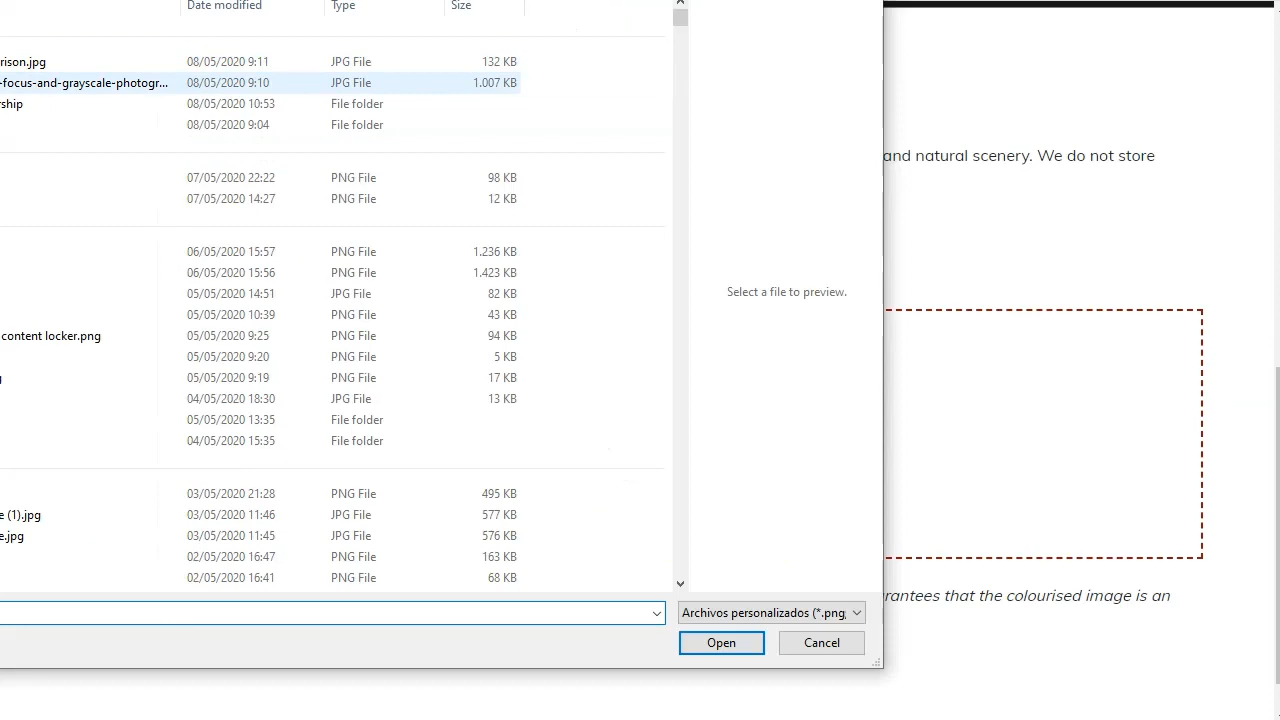 Date modified Type Size
rison.jpg 08/05/2020 9:11 JPG File 132 KB
-focus-and-grayscale-photogr... 08/05/2020 9:10 JPG File 1.007 KB
rship 08/05/2020 10:53 File folder
08/05/2020 9:04 File folder
and natural scenery. We do not store
07/05/2020 22:22 PNG File 98 KB
07/05/2020 14:27 PNG File 12 KB
06/05/2020 15:57 PNG File 1.236 KB
06/05/2020 15:56 PNG File 1.423 KB
05/05/2020 14:51 JPG File 82 KB
Select a file to preview.
05/05/2020 10:39 PNG File 43 KB
content locker.png 05/05/2020 9:25 PNG File 94 KB
05/05/2020 9:20 PNG File 5 KB
05/05/2020 9:19 PNG File 17 KB
04/05/2020 18:30 JPG File 13 KB
05/05/2020 13:35 File folder
04/05/2020 15:35 File folder
03/05/2020 21:28 PNG File 495 KB
e (1).jpg 03/05/2020 11:46 JPG File 577 KB
e.jpg 03/05/2020 11:45 JPG File 576 KB
02/05/2020 16:47 PNG File 163 KB
02/05/2020 16:41 PNG File 68 KB
rantees that the colourised image is an
Archivos personalizados (*.png,
Open Cancel